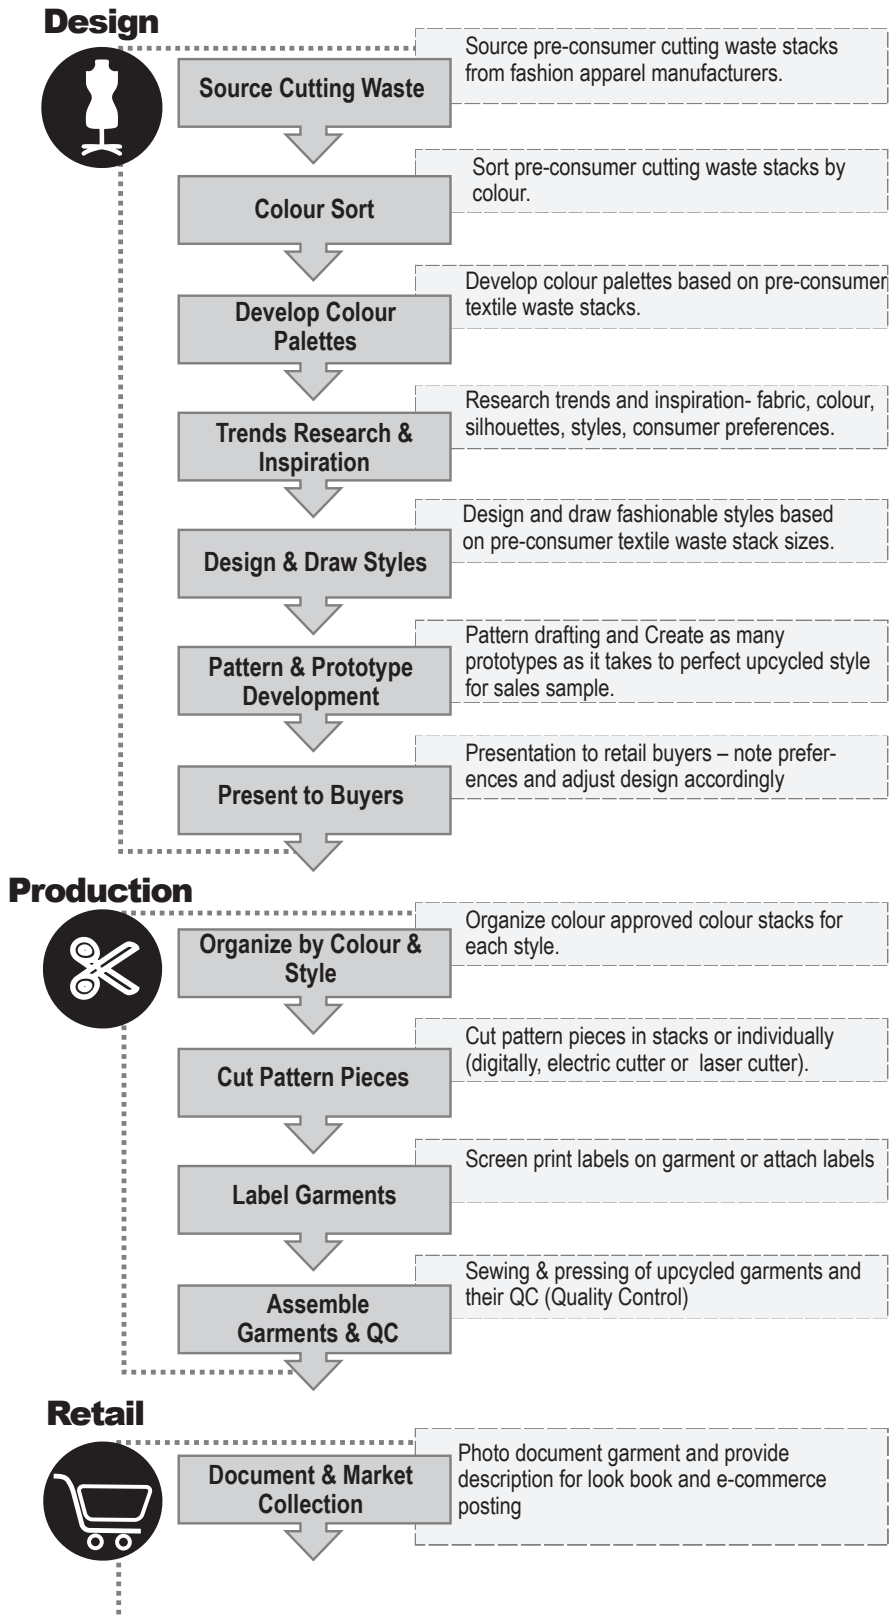 Design
Source Cutting Waste
Source pre-consumer cutting waste stacks
from fashion apparel manufacturers.
Colour Sort
Sort pre-consumer cutting waste stacks by
colour.
Develop Colour
Palettes
Develop colour palettes based on pre-consumer
textile waste stacks.
Trends Research &
Inspiration
Research trends and inspiration- fabric, colour,
silhouettes, styles, consumer preferences.
Design & Draw Styles
Design and draw fashionable styles based
on pre-consumer textile waste stack sizes.
Pattern & Prototype
Development
Pattern drafting and Create as many
prototypes as it takes to perfect upcycled style
for sales sample.
Present to Buyers
Presentation to retail buyers – note prefer-
ences and adjust design accordingly
Production
Organize by Colour &
Style
Organize colour approved colour stacks for
each style.
Cut Pattern Pieces
Cut pattern pieces in stacks or individually
(digitally, electric cutter or  laser cutter).
Label Garments
Screen print labels on garment or attach labels
Assemble
Garments & QC
Sewing & pressing of upcycled garments and
their QC (Quality Control)
Retail
Document & Market
Collection
Photo document garment and provide
description for look book and e-commerce
posting